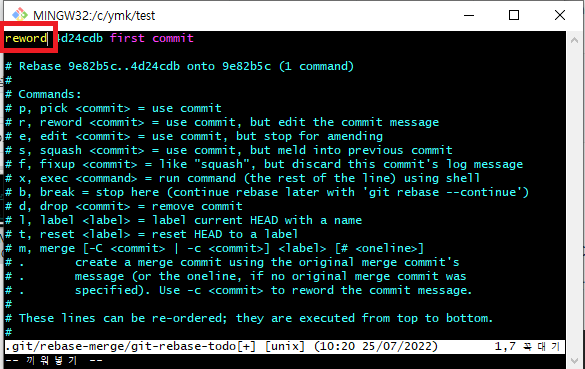 MINGW32:/c/ymk/test
reword 4d24cdb first commit
# Rebase 9e82b5c..4d24cdb onto 9e82b5c (1 command)
#
# Commands:
# p, pick <commit> = use commit
# r, reword <commit> = use commit, but edit the commit message
# e, edit <commit> = use commit, but stop for amending
# s, squash <commit> = use commit, but meld into previous commit
# f, fixup <commit> = like "squash", but discard this commit's log message
# x, exec <command> = run command (the rest of the line) using shell
# b, break = stop here (continue rebase later with 'git rebase --continue')
# d, drop <commit> = remove commit
# l, label <label> = label current HEAD with a name
# t, reset <label> = reset HEAD to a label
# m, merge [-C <commit> | -c <commit>] <label> [# <oneline>]
# .       create a merge commit using the original merge commit's
# .       message (or the oneline, if no original merge commit was
# .       specified). Use -c <commit> to reword the commit message.
#
# These lines can be re-ordered; they are executed from top to bottom.
#
.git/rebase-merge/git-rebase-todo[+] [unix] (10:20 25/07/2022) 1,7 꼭대기
-- 끼워넣기 --